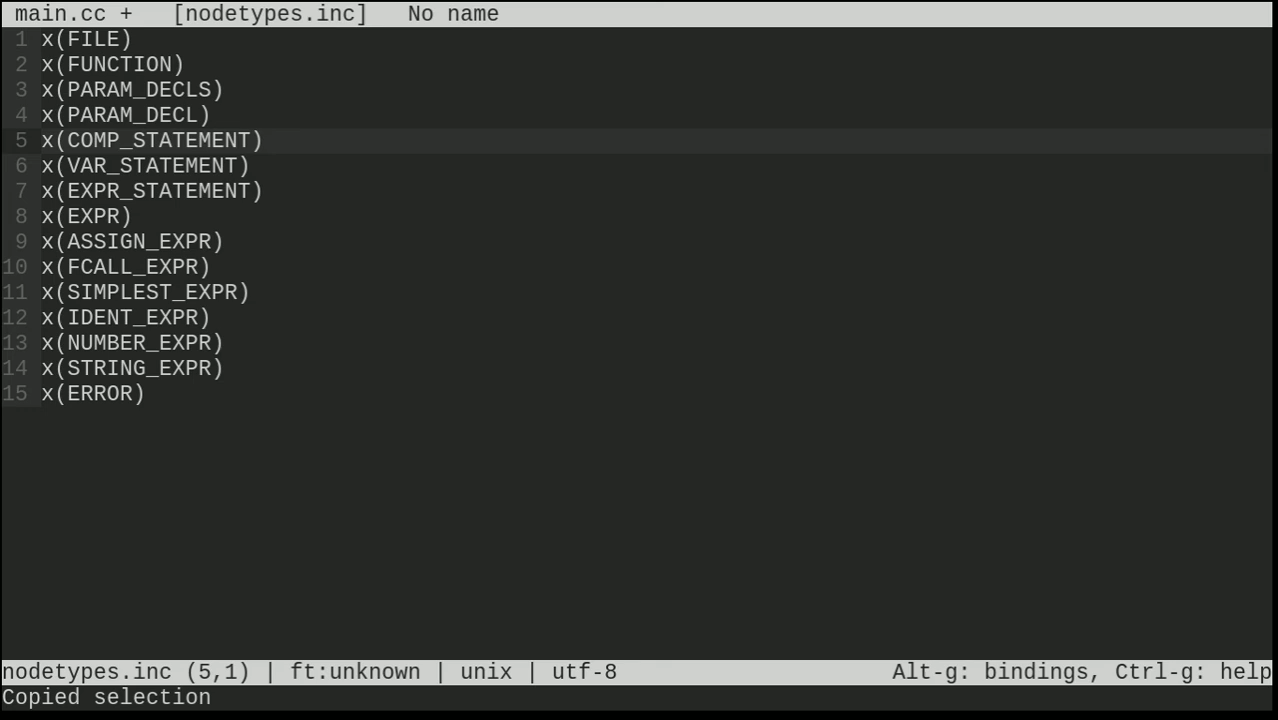 main.cc + [nodetypes.inc] No name
1 x(FILE)
2 x(FUNCTION)
3 x(PARAM_DECLS)
4 x(PARAM_DECL)
5 x(COMP_STATEMENT)
6 x(VAR_STATEMENT)
7 x(EXPR_STATEMENT)
8 x(EXPR)
9 x(ASSIGN_EXPR)
10 x(FCALL_EXPR)
11 x(SIMPLEST_EXPR)
12 x(IDENT_EXPR)
13 x(NUMBER_EXPR)
14 x(STRING_EXPR)
15 x(ERROR)
nodetypes.inc (5,1) | ft:unknown | unix | utf-8 Alt-g: bindings, Ctrl-g: help
Copied selection